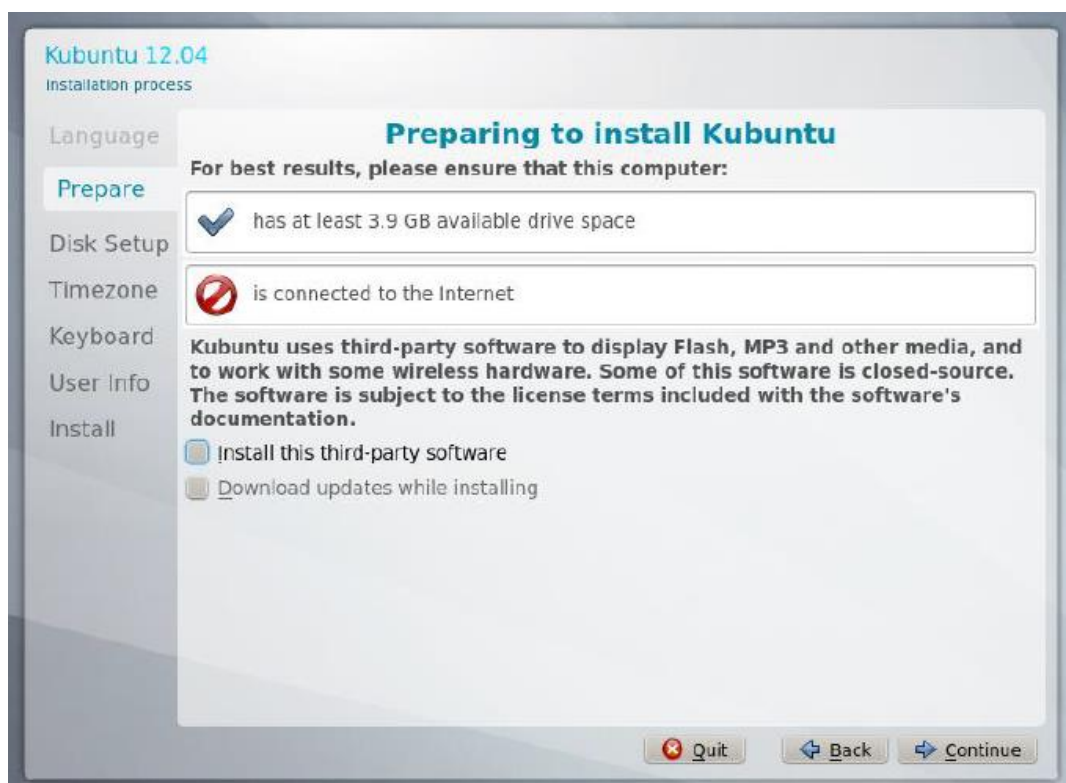 Kubuntu 12.04
Installation process
Language
Prepare
Disk Setup
Timezone
Keyboard
User Info
Install
Preparing to install Kubuntu
For best results, please ensure that this computer:
has at least 3.9 GB available drive space
is connected to the Internet
Kubuntu uses third-party software to display Flash, MP3 and other media, and
to work with some wireless hardware. Some of this software is closed-source.
The software is subject to the license terms included with the software's
documentation.
Install this third-party software
Download updates while installing
Quit
Back
Continue